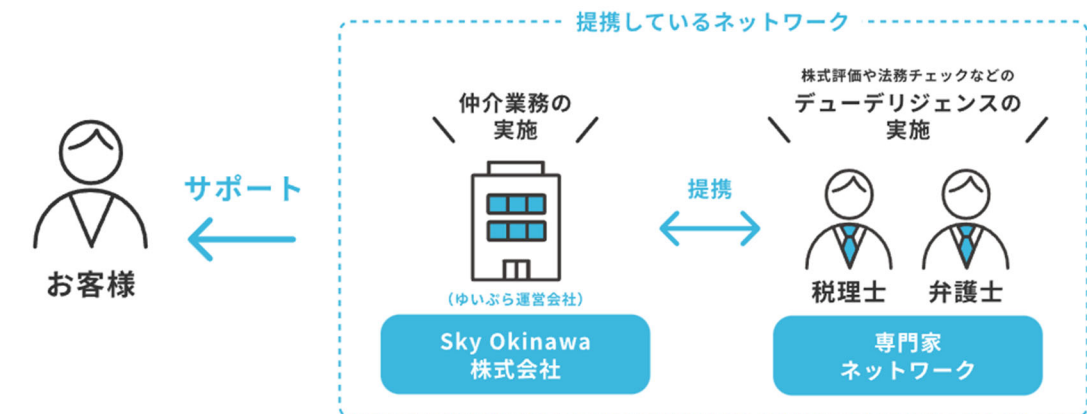 提携しているネットワーク
仲介業務の
実施
株式評価や法務チェックなどの
デューデリジェンスの
実施
サポート
提携
お客様
（ゆいぷら運営会社）
Sky Okinawa
株式会社
税理士
弁護士
専門家
ネットワーク